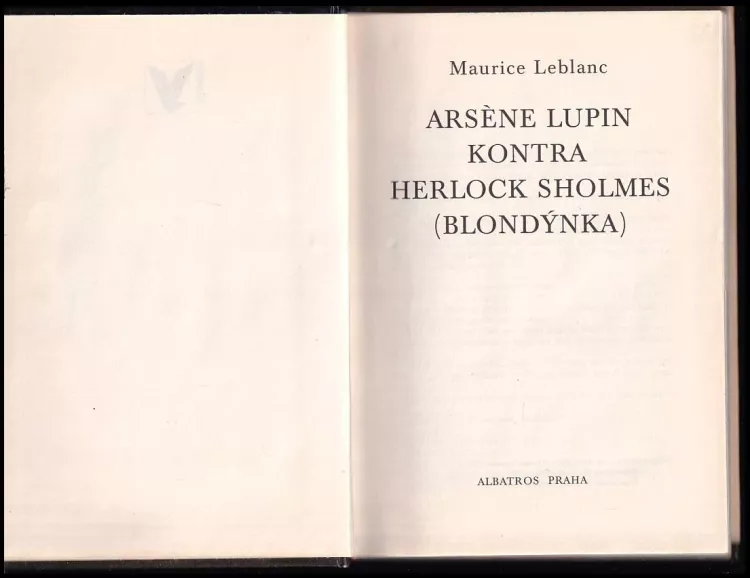 Maurice Leblanc
ARSÈNE LUPIN
KONTRA
HERLOCK SHOLMES
(BLONDÝNKA)
ALBATROS PRAHA